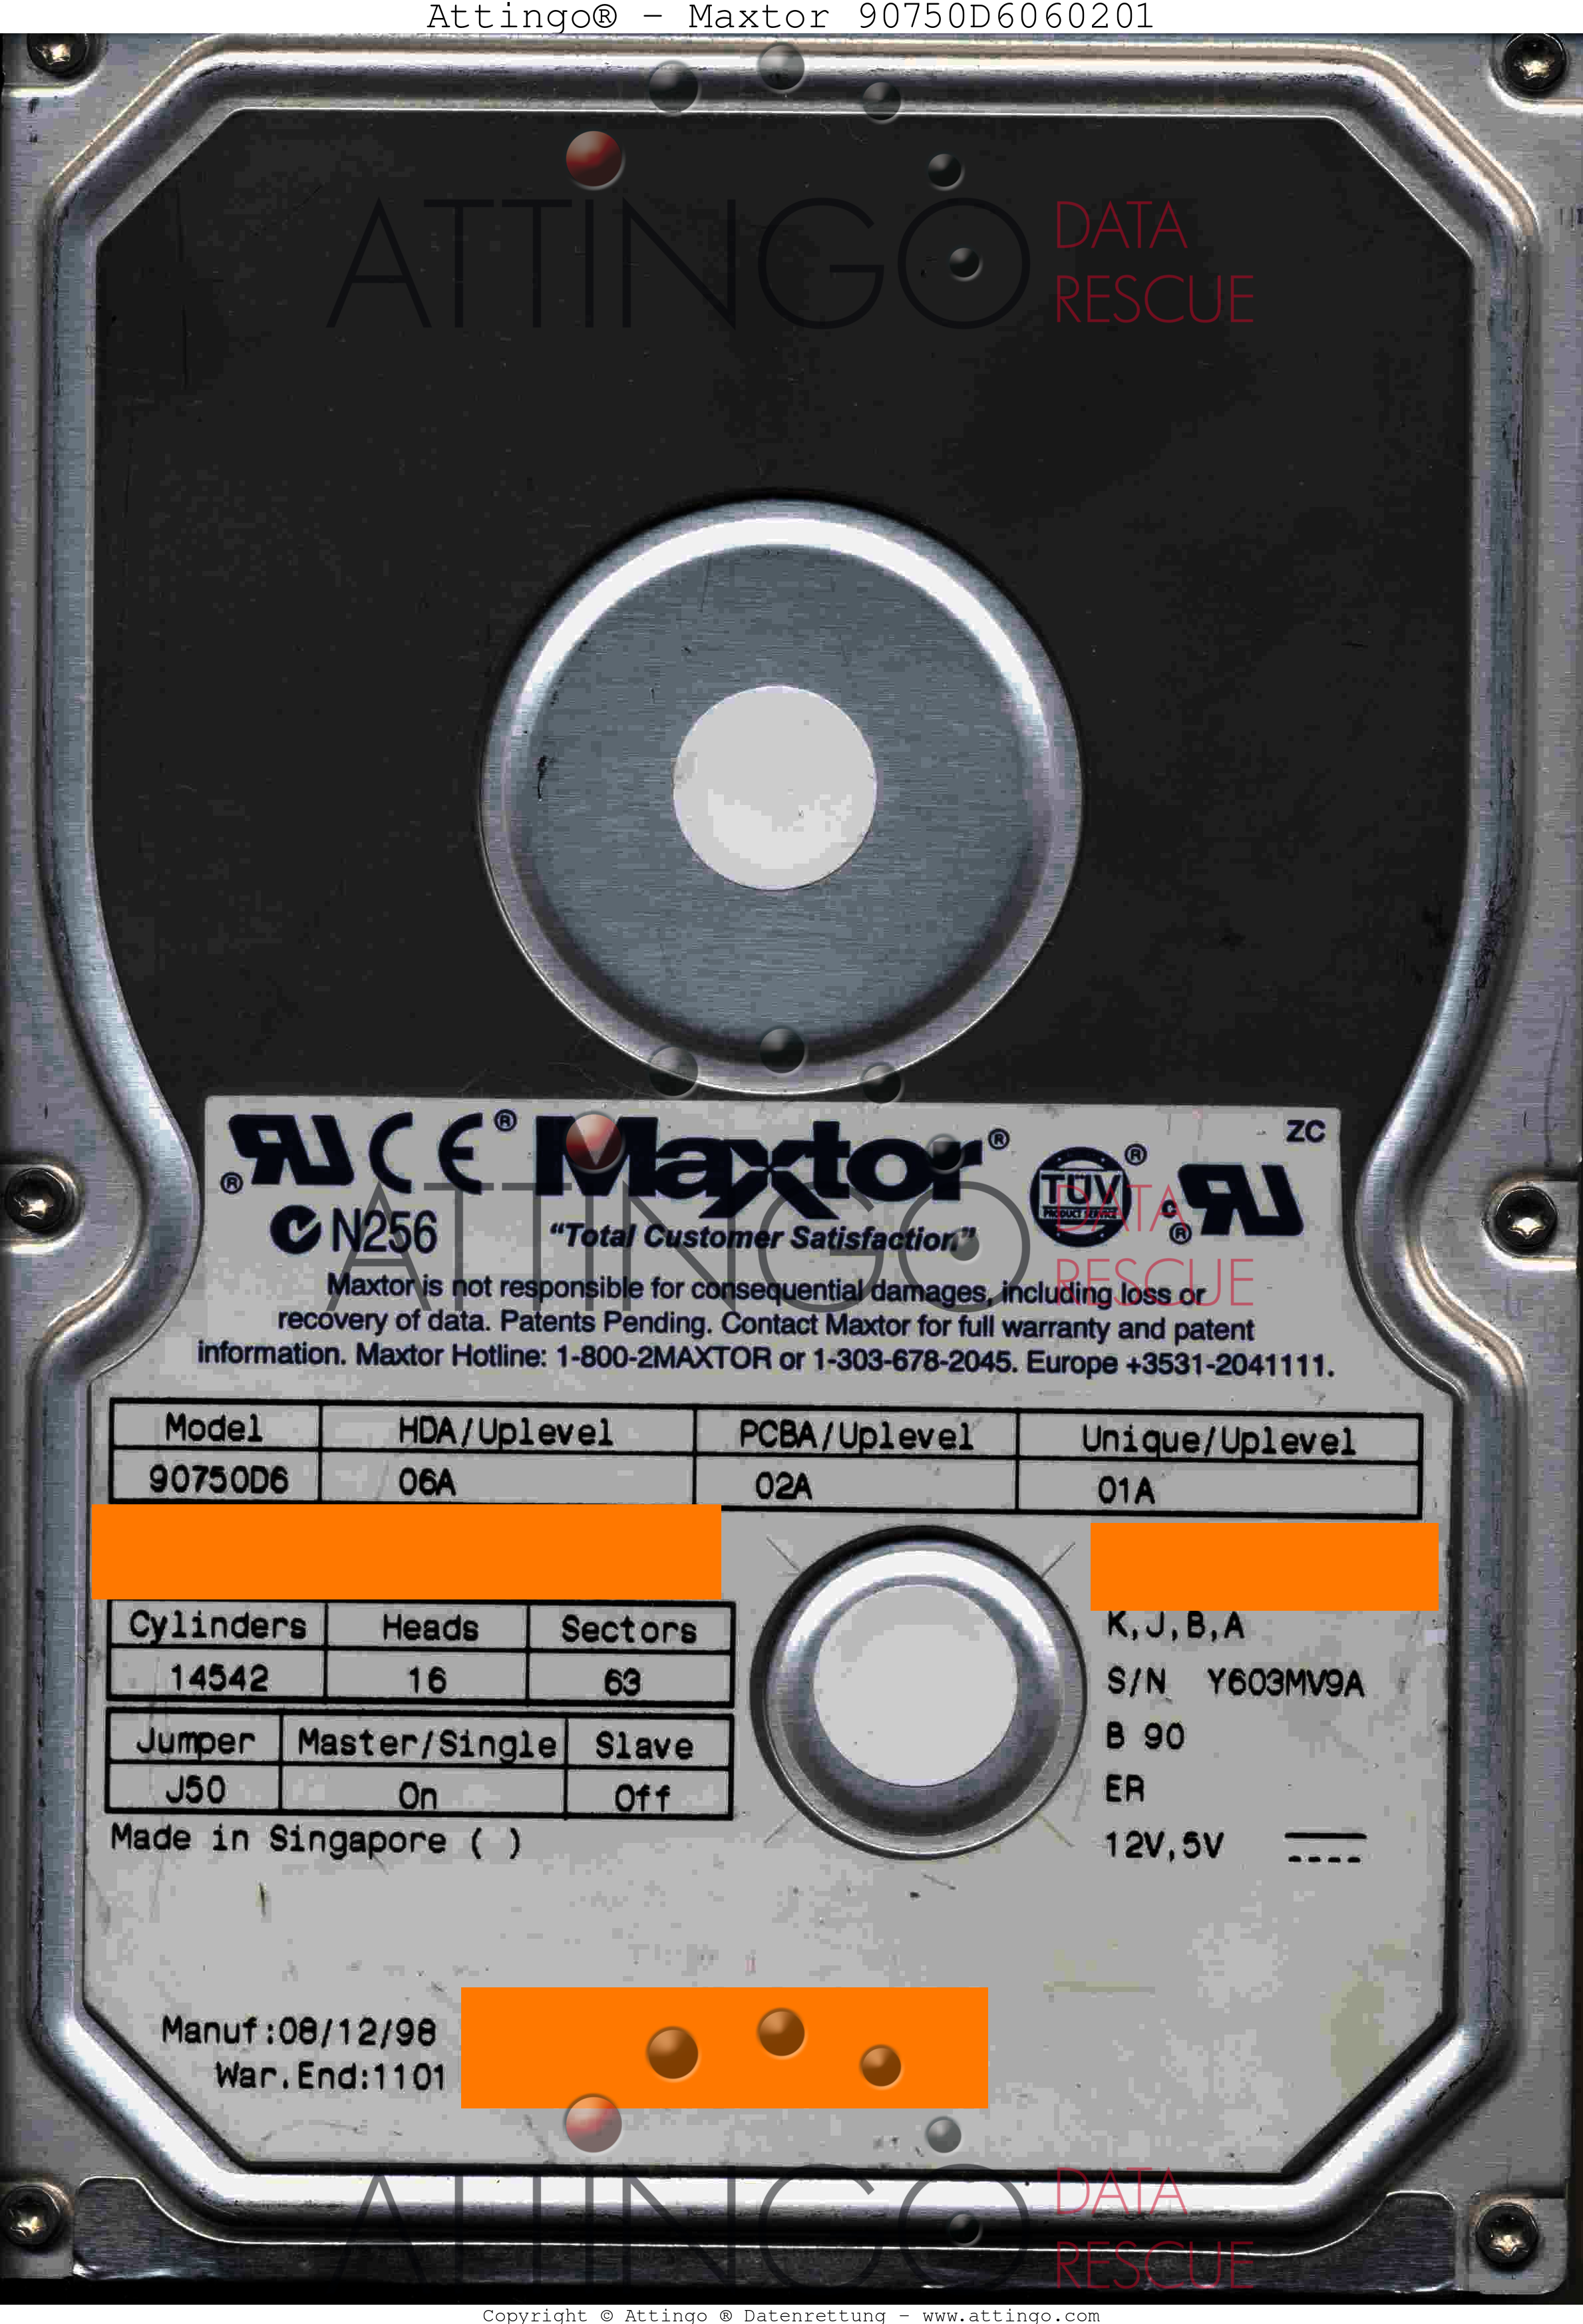 Attingo® - Maxtor 90750D6060201
ATTINGO DATA
RESCUE
® CE® Maxtor® TÜV PRODUCT SERVICE ® c ® ZC
N256 "Total Customer Satisfaction"
ATTINGO DATA
RESCUE
Maxtor is not responsible for consequential damages, including loss or
recovery of data. Patents Pending. Contact Maxtor for full warranty and patent
information. Maxtor Hotline: 1-800-2MAXTOR or 1-303-678-2045. Europe +3531-2041111.
Model HDA/Uplevel PCBA/Uplevel Unique/Uplevel
90750D6 06A 02A 01A
Cylinders Heads Sectors
14542 16 63
Jumper Master/Single Slave
J50 On Off
Made in Singapore ( )
K,J,B,A
S/N Y603MV9A
B 90
ER
12V,5V
Manuf:08/12/98
War.End:1101
ATTINGO DATA
RESCUE
Copyright © Attingo ® Datenrettung - www.attingo.com